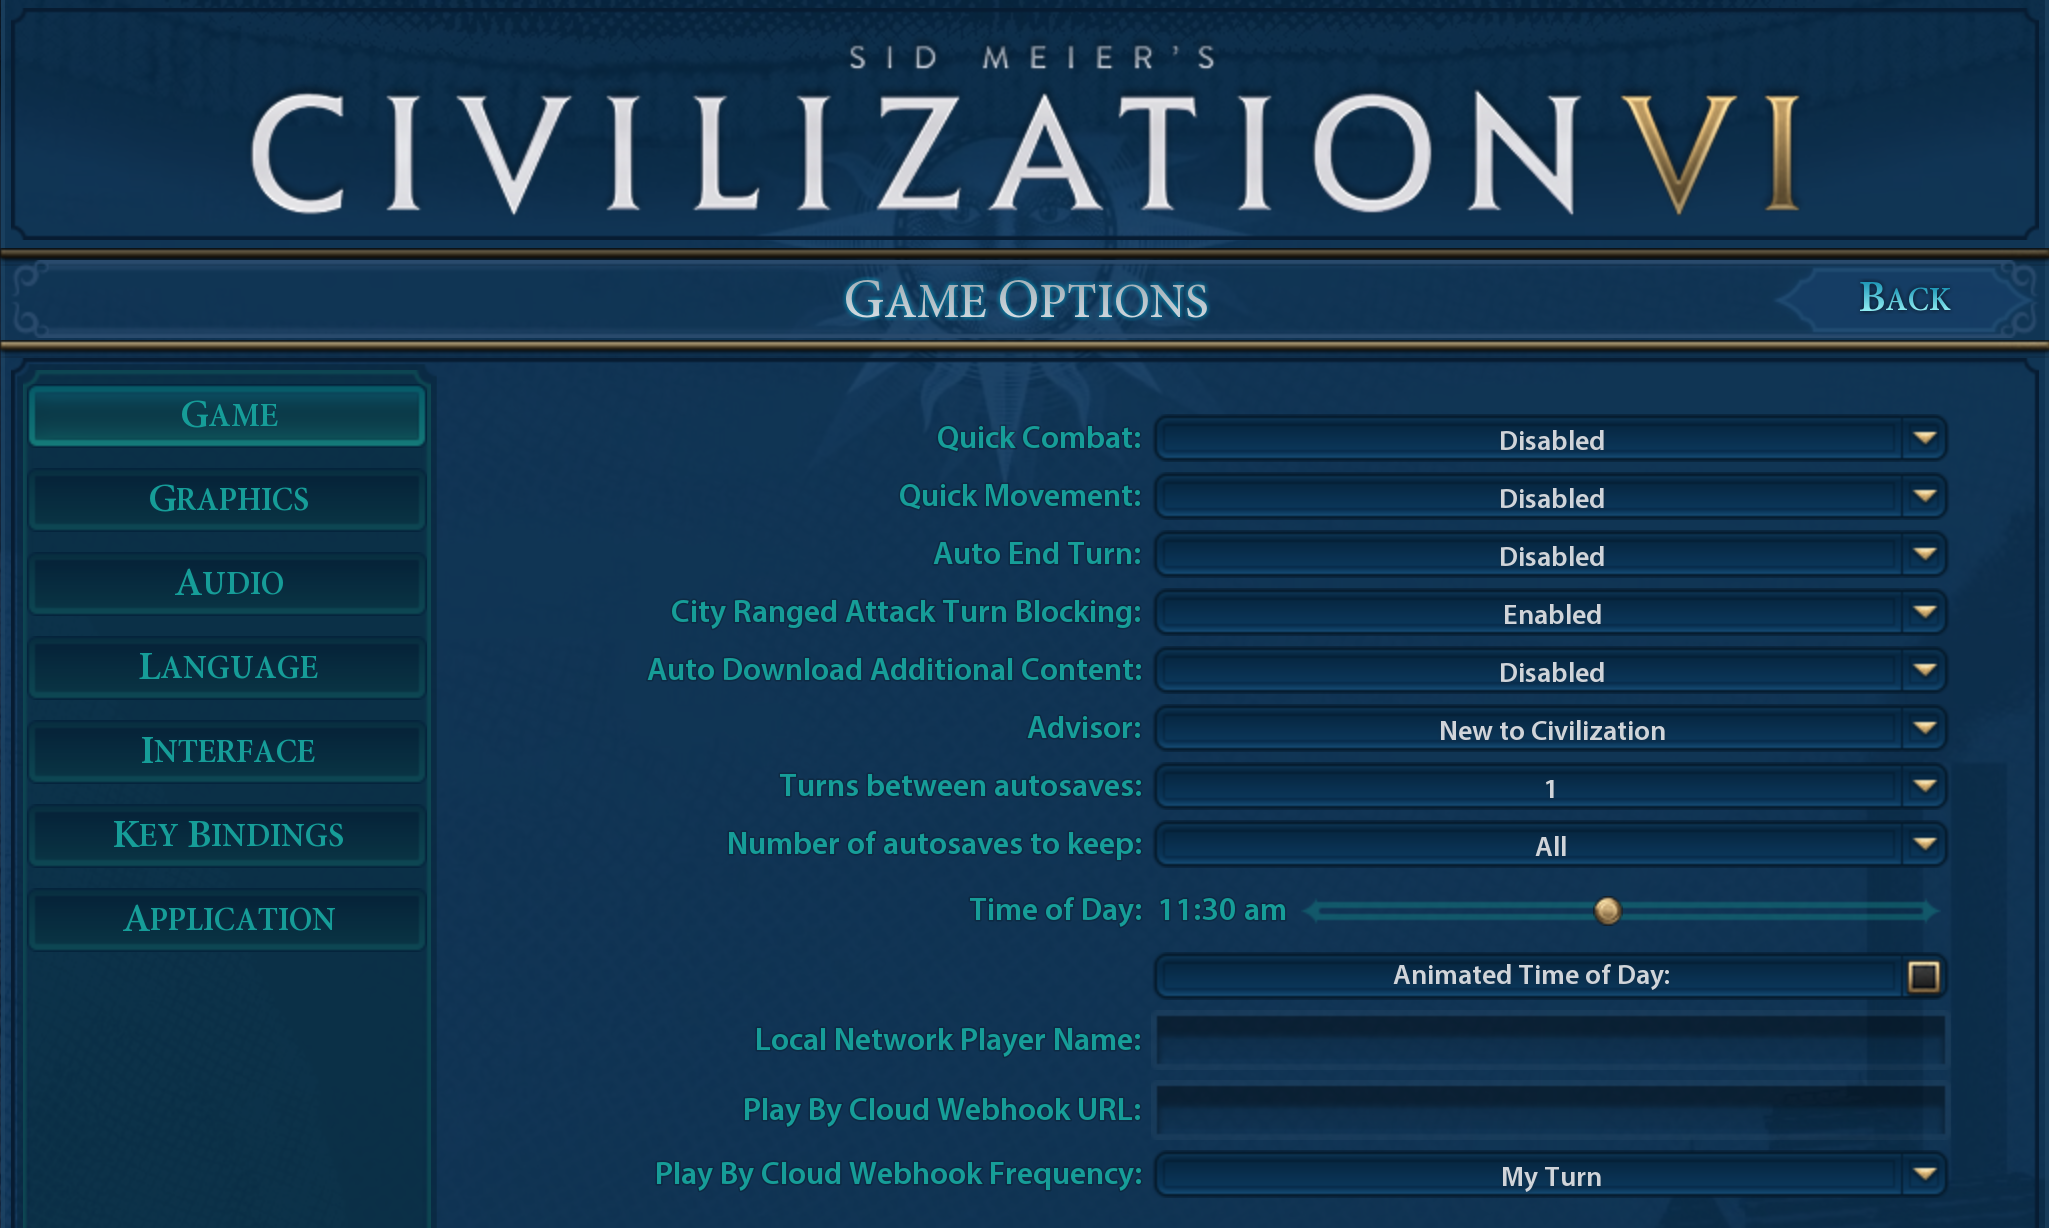 SID MEIER'S
CIVILIZATION VI
GAME OPTIONS
BACK
GAME
GRAPHICS
AUDIO
LANGUAGE
INTERFACE
KEY BINDINGS
APPLICATION
Quick Combat: Disabled
Quick Movement: Disabled
Auto End Turn: Disabled
City Ranged Attack Turn Blocking: Enabled
Auto Download Additional Content: Disabled
Advisor: New to Civilization
Turns between autosaves: 1
Number of autosaves to keep: All
Time of Day: 11:30 am
Animated Time of Day:
Local Network Player Name:
Play By Cloud Webhook URL:
Play By Cloud Webhook Frequency: My Turn